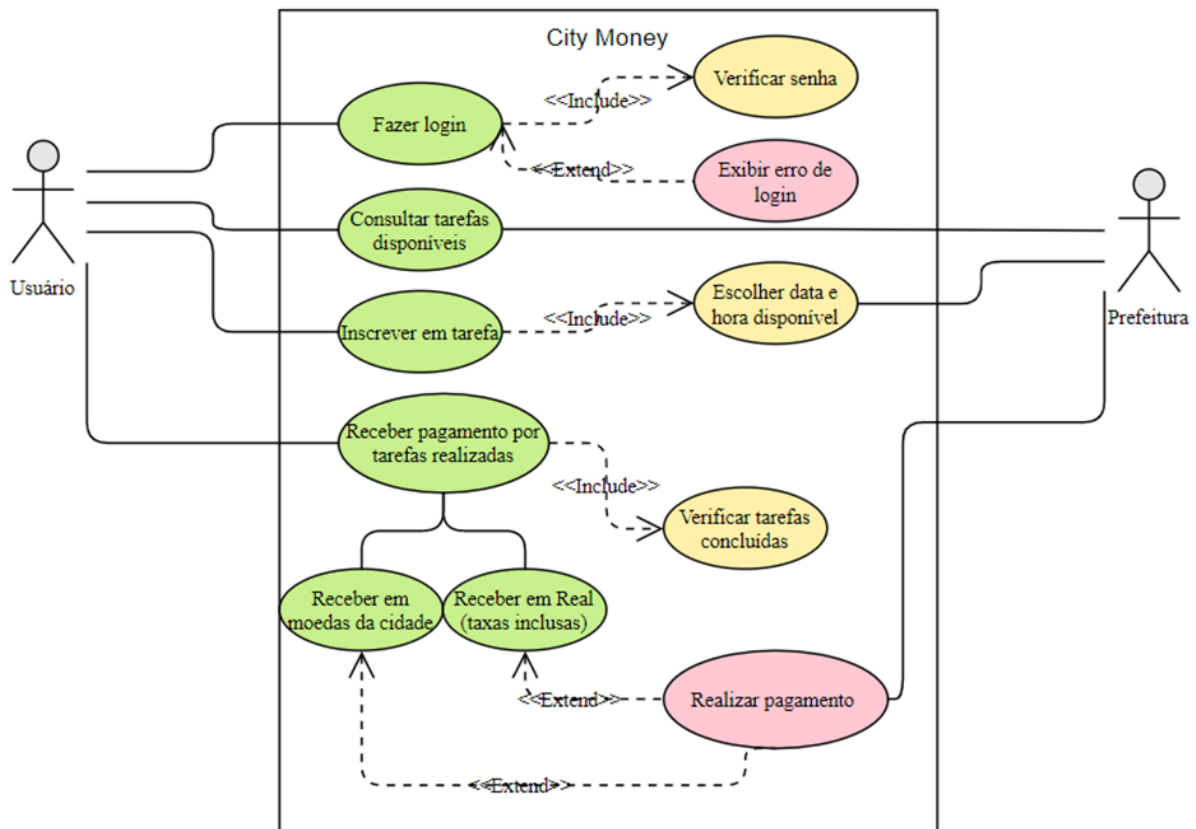 City Money
Verificar senha
<<Include>>
Fazer login
<<Extend>>
Exibir erro de
login
Consultar tarefas
disponíveis
Usuário
Prefeitura
Escolher data e
hora disponível
<<Include>>
Inscrever em tarefa
Receber pagamento por
tarefas realizadas
<<Include>>
Verificar tarefas
concluídas
Receber em
moedas da cidade
Receber em Real
(taxas inclusas)
<<Extend>>
Realizar pagamento
<<Extend>>